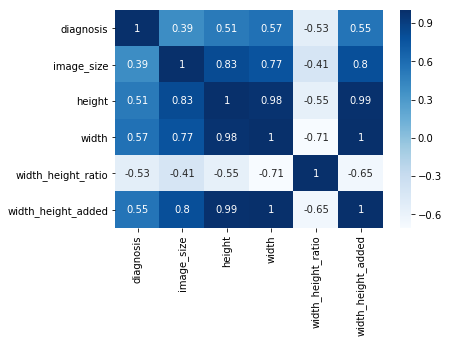 diagnosis 1 0.39 0.51 0.57 -0.53 0.55
image_size 0.39 1 0.83 0.77 -0.41 0.8
height 0.51 0.83 1 0.98 -0.55 0.99
width 0.57 0.77 0.98 1 -0.71 1
width_height_ratio -0.53 -0.41 -0.55 -0.71 1 -0.65
width_height_added 0.55 0.8 0.99 1 -0.65 1
diagnosis
image_size
height
width
width_height_ratio
width_height_added
0.9
0.6
0.3
0.0
−0.3
−0.6